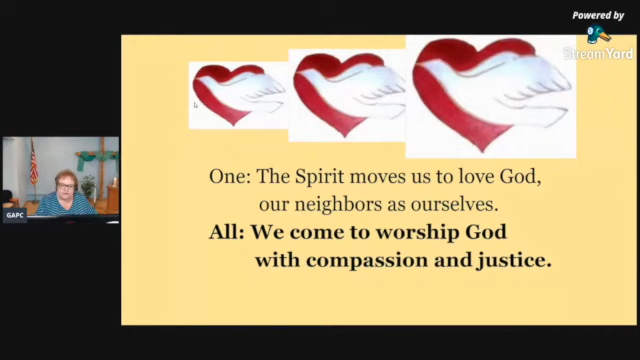 Powered by
StreamYard
One: The Spirit moves us to love God,
our neighbors as ourselves.
All: We come to worship God
with compassion and justice.
GAPC